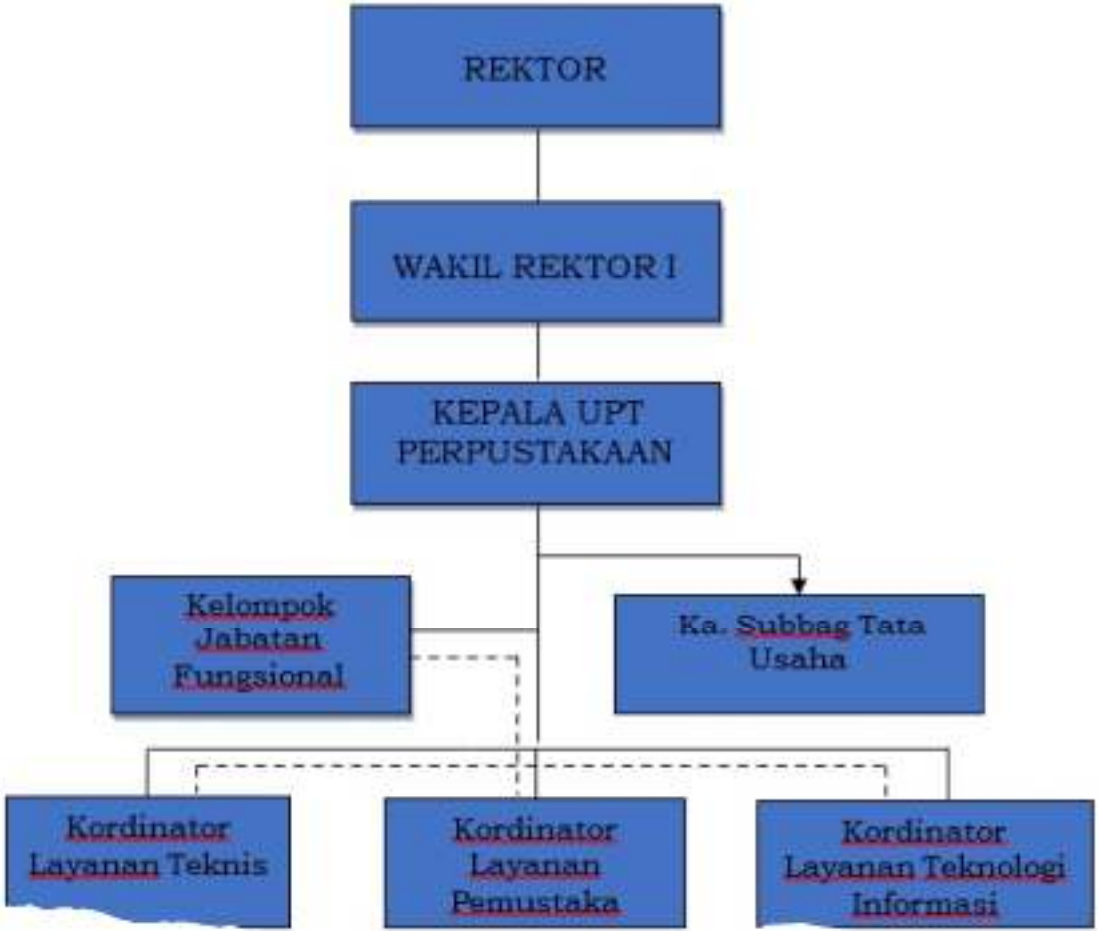 REKTOR
WAKIL REKTOR I
KEPALA UPT
PERPUSTAKAAN
Kelompok
Jabatan
Fungsional
Ka. Subbag Tata
Usaha
Kordinator
Layanan Teknis
Kordinator
Layanan
Pemustaka
Kordinator
Layanan Teknologi
Informasi